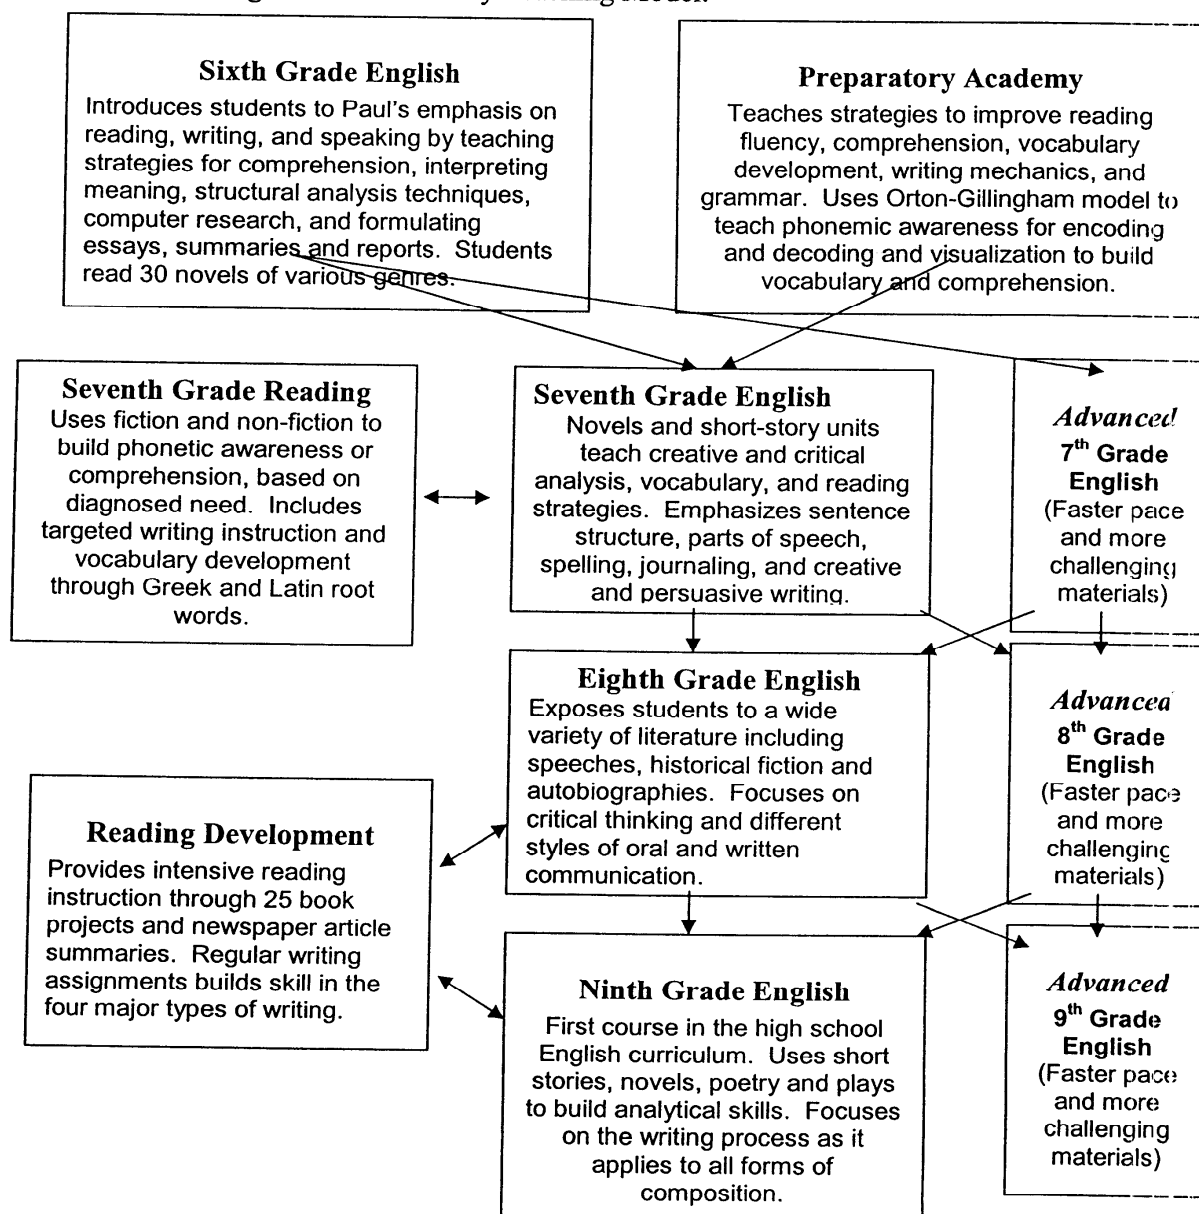 Model.
Sixth Grade English
Introduces students to Paul's emphasis on
reading, writing, and speaking by teaching
strategies for comprehension, interpreting
meaning, structural analysis techniques,
computer research, and formulating
essays, summaries and reports. Students
read 30 novels of various genres.
Preparatory Academy
Teaches strategies to improve reading
fluency, comprehension, vocabulary
development, writing mechanics, and
grammar. Uses Orton-Gillingham model to
teach phonemic awareness for encoding
and decoding and visualization to build
vocabulary and comprehension.
Seventh Grade Reading
Uses fiction and non-fiction to
build phonetic awareness or
comprehension, based on
diagnosed need. Includes
targeted writing instruction and
vocabulary development
through Greek and Latin root
words.
Seventh Grade English
Novels and short-story units
teach creative and critical
analysis, vocabulary, and reading
strategies. Emphasizes sentence
structure, parts of speech,
spelling, journaling, and creative
and persuasive writing.
Advanced
7th Grade
English
(Faster pace
and more
challenging
materials)
Eighth Grade English
Exposes students to a wide
variety of literature including
speeches, historical fiction and
autobiographies. Focuses on
critical thinking and different
styles of oral and written
communication.
Advanced
8th Grade
English
(Faster pace
and more
challenging
materials)
Reading Development
Provides intensive reading
instruction through 25 book
projects and newspaper article
summaries. Regular writing
assignments builds skill in the
four major types of writing.
Ninth Grade English
First course in the high school
English curriculum. Uses short
stories, novels, poetry and plays
to build analytical skills. Focuses
on the writing process as it
applies to all forms of
composition.
Advanced
9th Grade
English
(Faster pace
and more
challenging
materials)